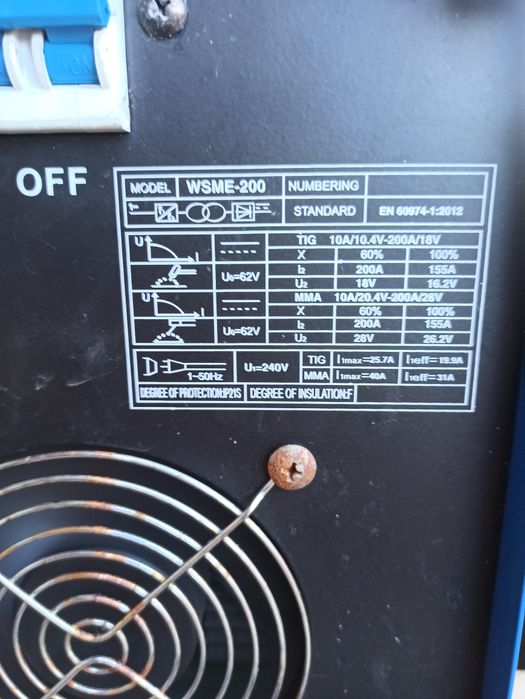 OFF
MODEL WSME-200 NUMBERING
STANDARD EN 60974-1:2012
TIG 10A/10.4V-200A/18V
X 60% 100%
U₀=62V I₂ 200A 155A
U₂ 18V 16.2V
MMA 10A/20.4V-200A/28V
X 60% 100%
U₀=62V I₂ 200A 155A
U₂ 28V 26.2V
1~50Hz U₁=240V TIG I₁max=25.7A I₁eff=19.9A
MMA I₁max=40A I₁eff=31A
DEGREE OF PROTECTION:IP21S DEGREE OF INSULATION:F